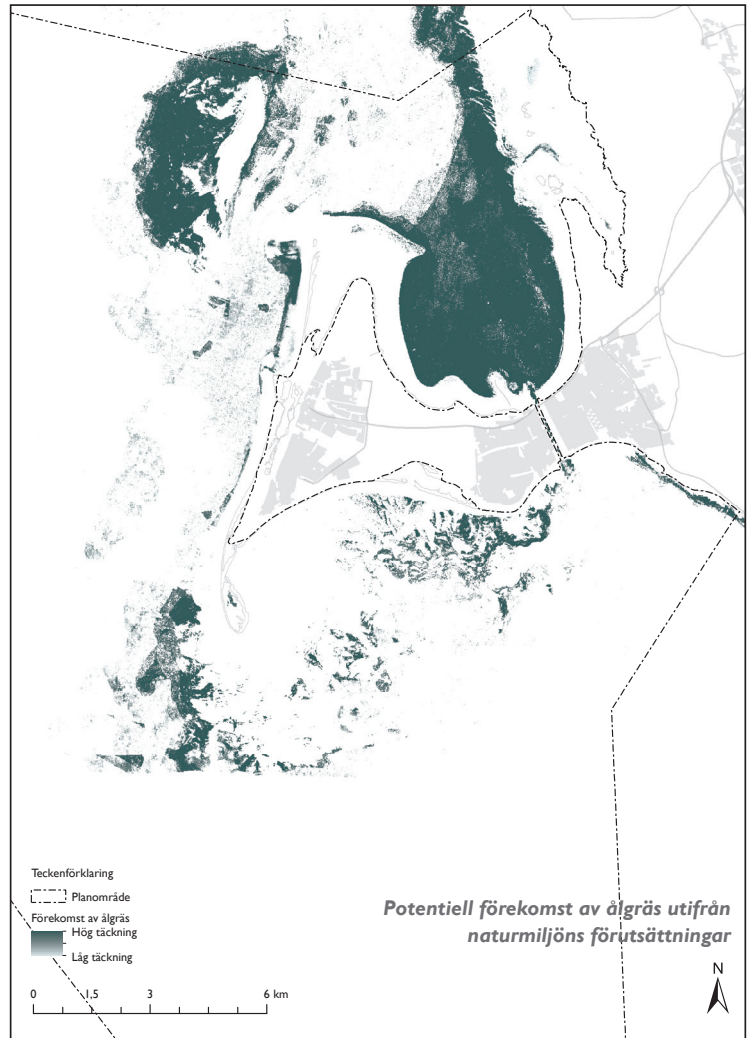 Teckenförklaring
Planområde
Förekomst av ålgräs
Hög täckning
Låg täckning
0 1,5 3 6 km
Potentiell förekomst av ålgräs utifrån
naturmiljöns förutsättningar
N